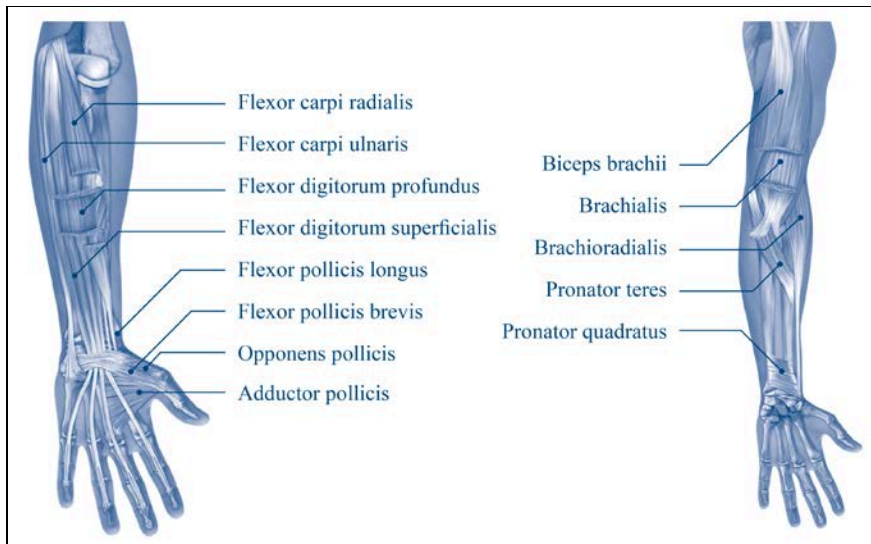 Flexor carpi radialis
Flexor carpi ulnaris
Flexor digitorum profundus
Flexor digitorum superficialis
Flexor pollicis longus
Flexor pollicis brevis
Opponens pollicis
Adductor pollicis
Biceps brachii
Brachialis
Brachioradialis
Pronator teres
Pronator quadratus